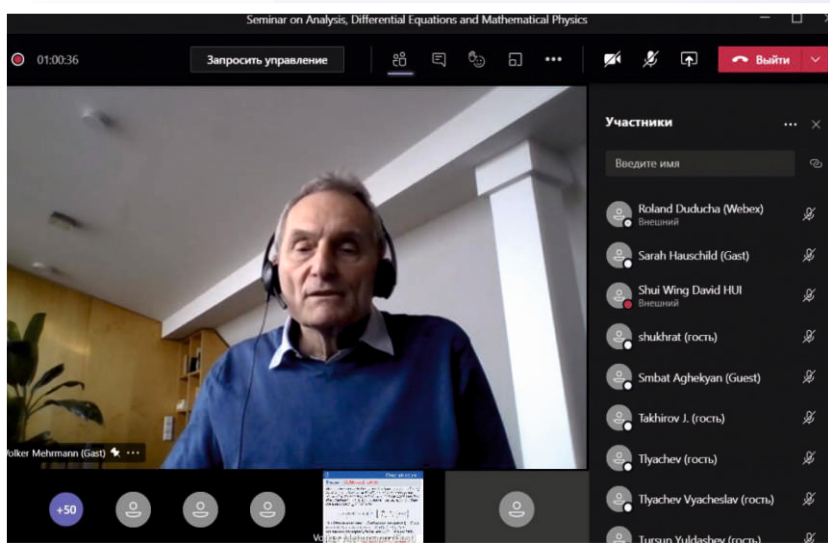 Seminar on Analysis, Differential Equations and Mathematical Physics
01:00:36
Запросить управление
Выйти
Участники
Введите имя
Roland Duducha (Webex)
Внешний
Sarah Hauschild (Gast)
Shui Wing David HUI
Внешний
shukhrat (гость)
Smbat Aghekyan (Guest)
Takhirov J. (гость)
Tlyachev (гость)
Tlyachev Vyacheslav (гость)
Tursun Yuldashev (гость)
Volker Mehrmann (Gast)
+50